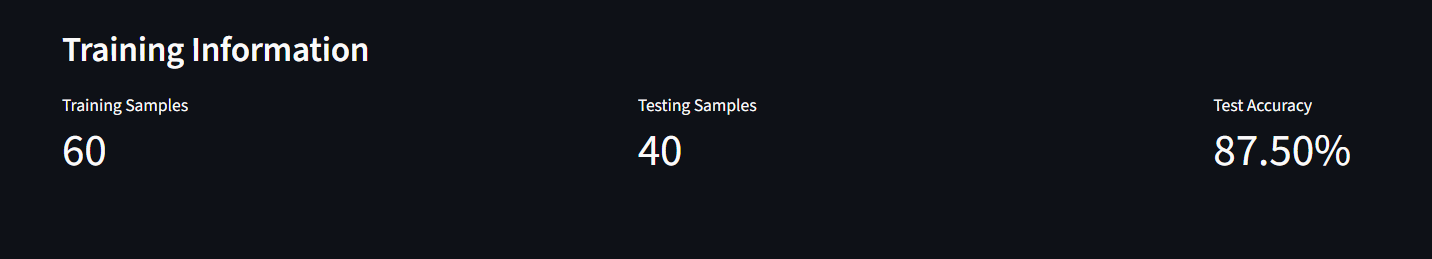 Training Information
Training Samples
60
Testing Samples
40
Test Accuracy
87.50%